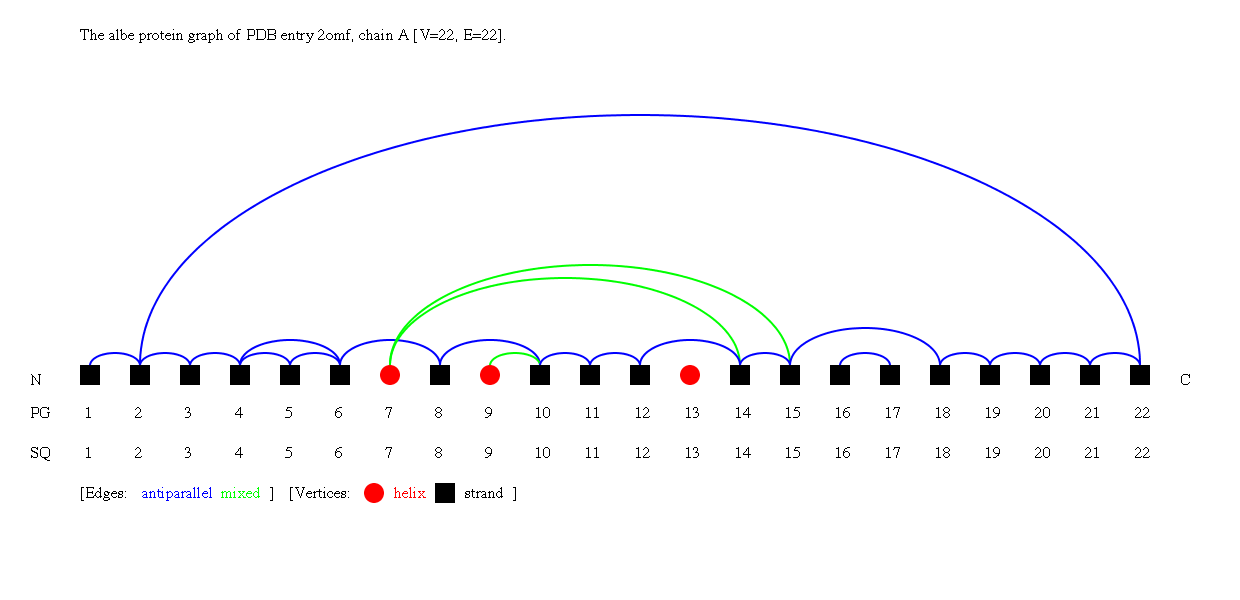 The albe protein graph of PDB entry 2omf, chain A [V=22, E=22].
N C
PG 1 2 3 4 5 6 7 8 9 10 11 12 13 14 15 16 17 18 19 20 21 22
SQ 1 2 3 4 5 6 7 8 9 10 11 12 13 14 15 16 17 18 19 20 21 22
[Edges: antiparallel mixed ] [Vertices: helix strand ]